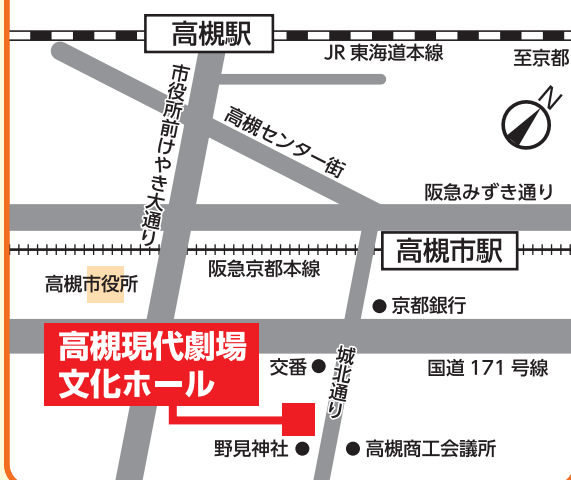 高槻駅
JR 東海道本線
至京都
N
市役所前けやき大通り
高槻センター街
阪急みずき通り
高槻市駅
阪急京都本線
高槻市役所
京都銀行
高槻現代劇場
文化ホール
交番
城北通り
国道 171 号線
野見神社
高槻商工会議所